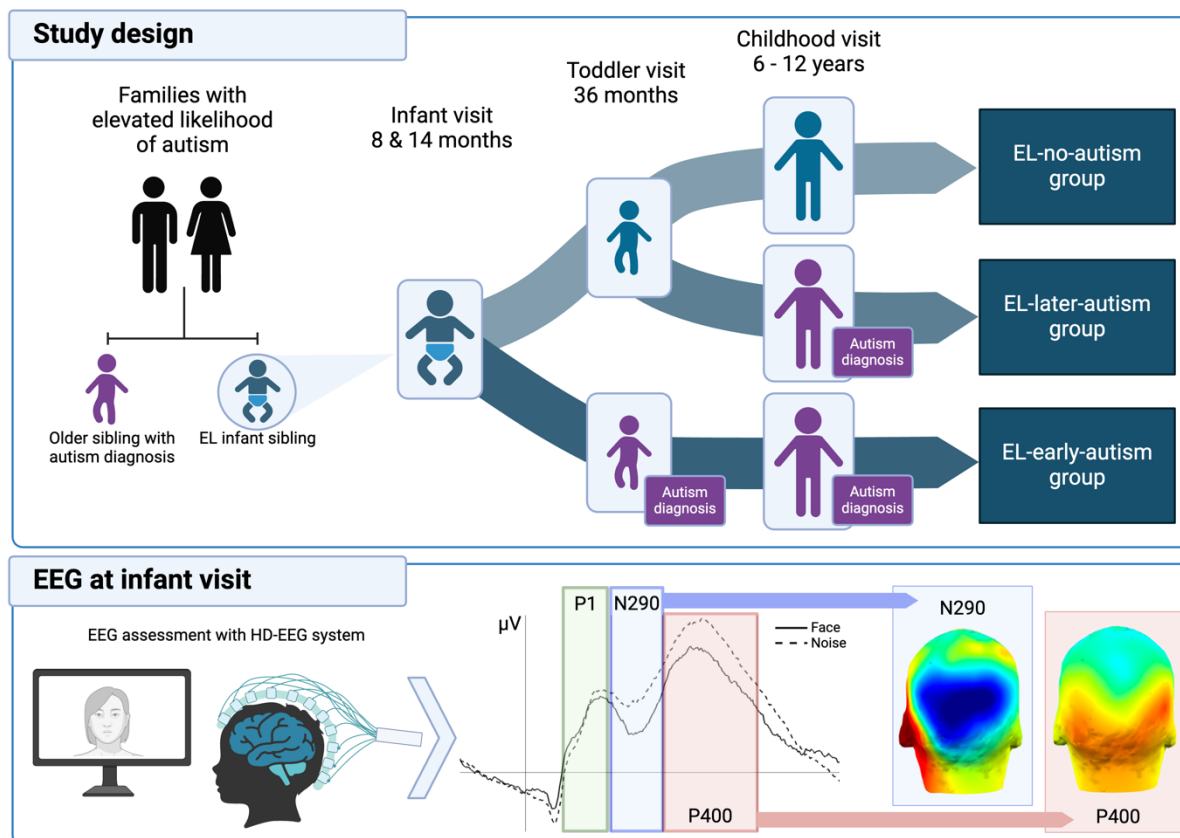 Study design
Families with
elevated likelihood
of autism
Older sibling with
autism diagnosis
EL infant sibling
Infant visit
8 & 14 months
Toddler visit
36 months
Childhood visit
6 - 12 years
Autism
diagnosis
Autism
diagnosis
Autism
diagnosis
EL-no-autism
group
EL-later-autism
group
EL-early-autism
group
EEG at infant visit
EEG assessment with HD-EEG system
μV
P1
N290
Face
Noise
P400
N290
P400